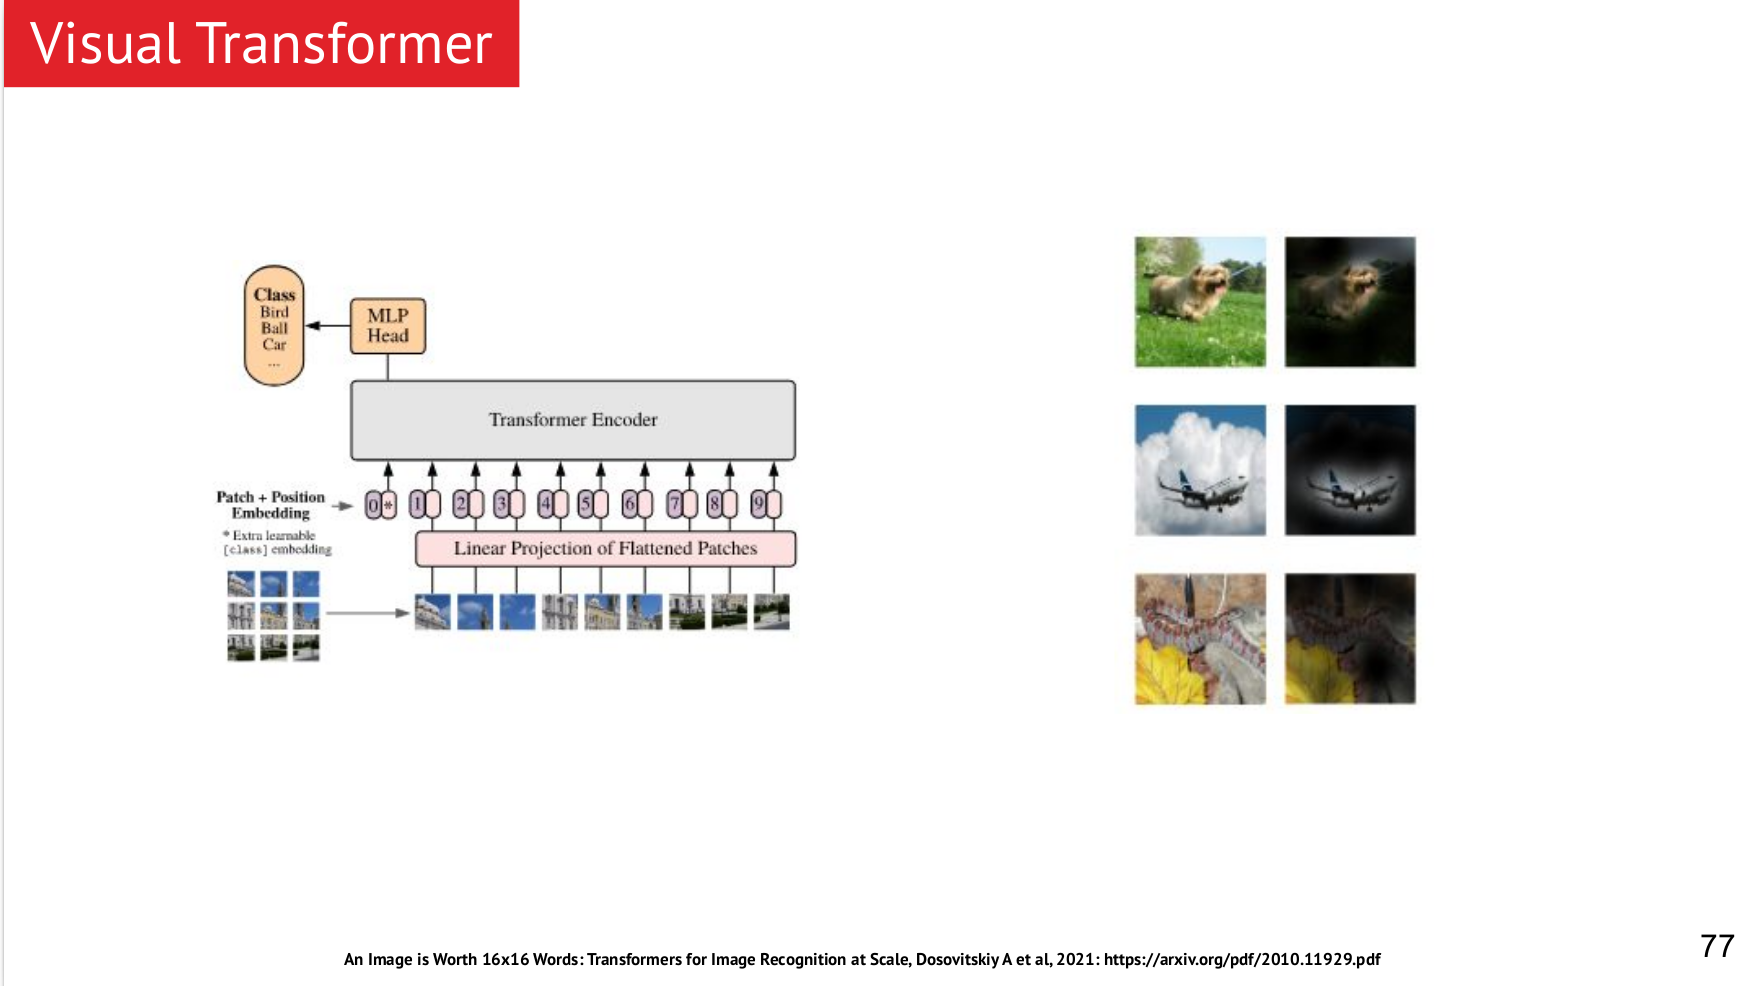 Visual Transformer
Class
Bird
Ball
Car
...
MLP
Head
Transformer Encoder
Patch + Position
Embedding
* Extra learnable
[class] embedding
0 * 1 2 3 4 5 6 7 8 9
Linear Projection of Flattened Patches
An Image is Worth 16x16 Words: Transformers for Image Recognition at Scale, Dosovitskiy A et al, 2021: https://arxiv.org/pdf/2010.11929.pdf
77